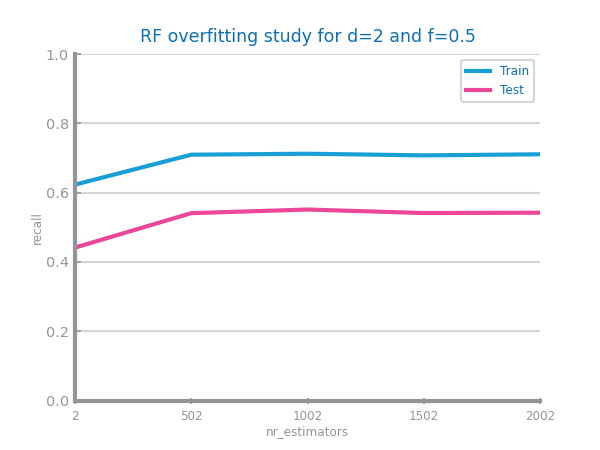 RF overfitting study for d=2 and f=0.5
Train
Test
1.0
0.8
0.6
0.4
0.2
0.0
recall
2 502 1002 1502 2002
nr_estimators